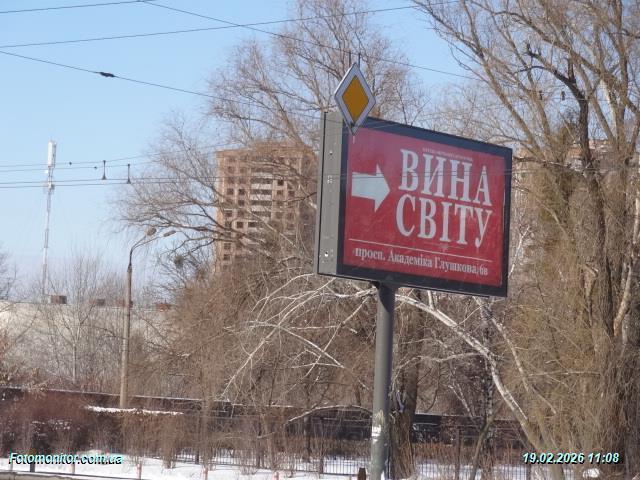 ВИНА
СВІТУ
просп. Академіка Глушкова, 6в
Fotomonitor.com.ua
19.02.2026 11:08